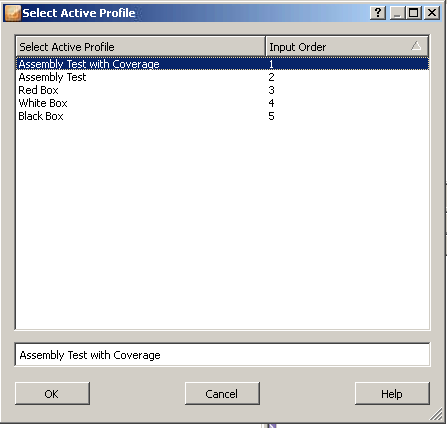 Select Active Profile
Select Active Profile Input Order
Assembly Test with Coverage 1
Assembly Test 2
Red Box 3
White Box 4
Black Box 5
Assembly Test with Coverage
OK Cancel Help